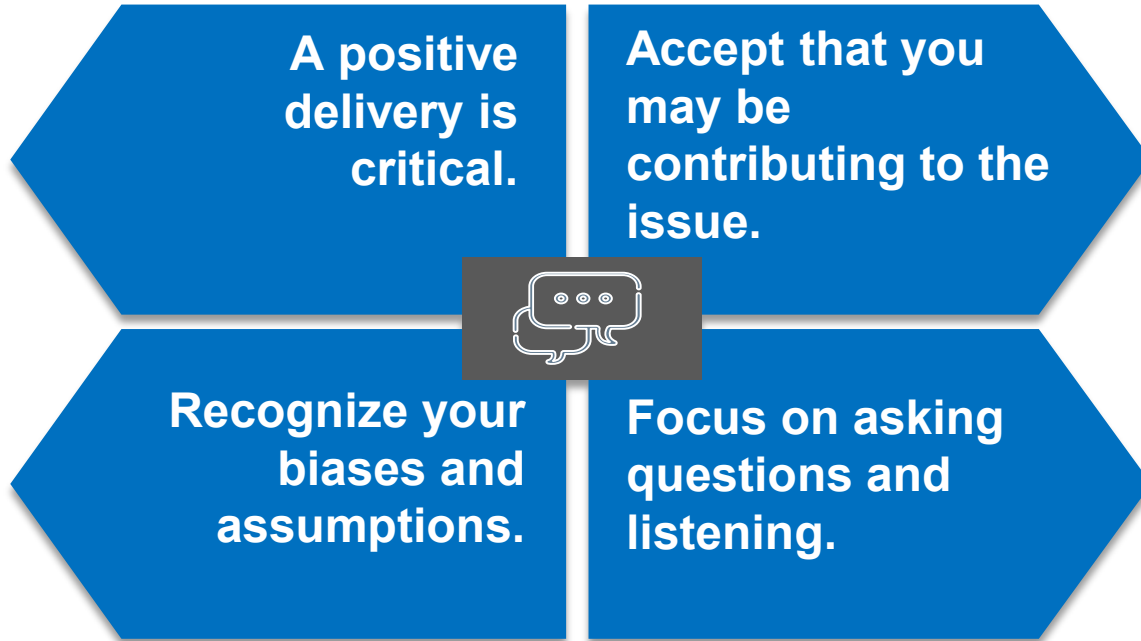 A positive
delivery is
critical.
Accept that you
may be
contributing to the
issue.
Recognize your
biases and
assumptions.
Focus on asking
questions and
listening.